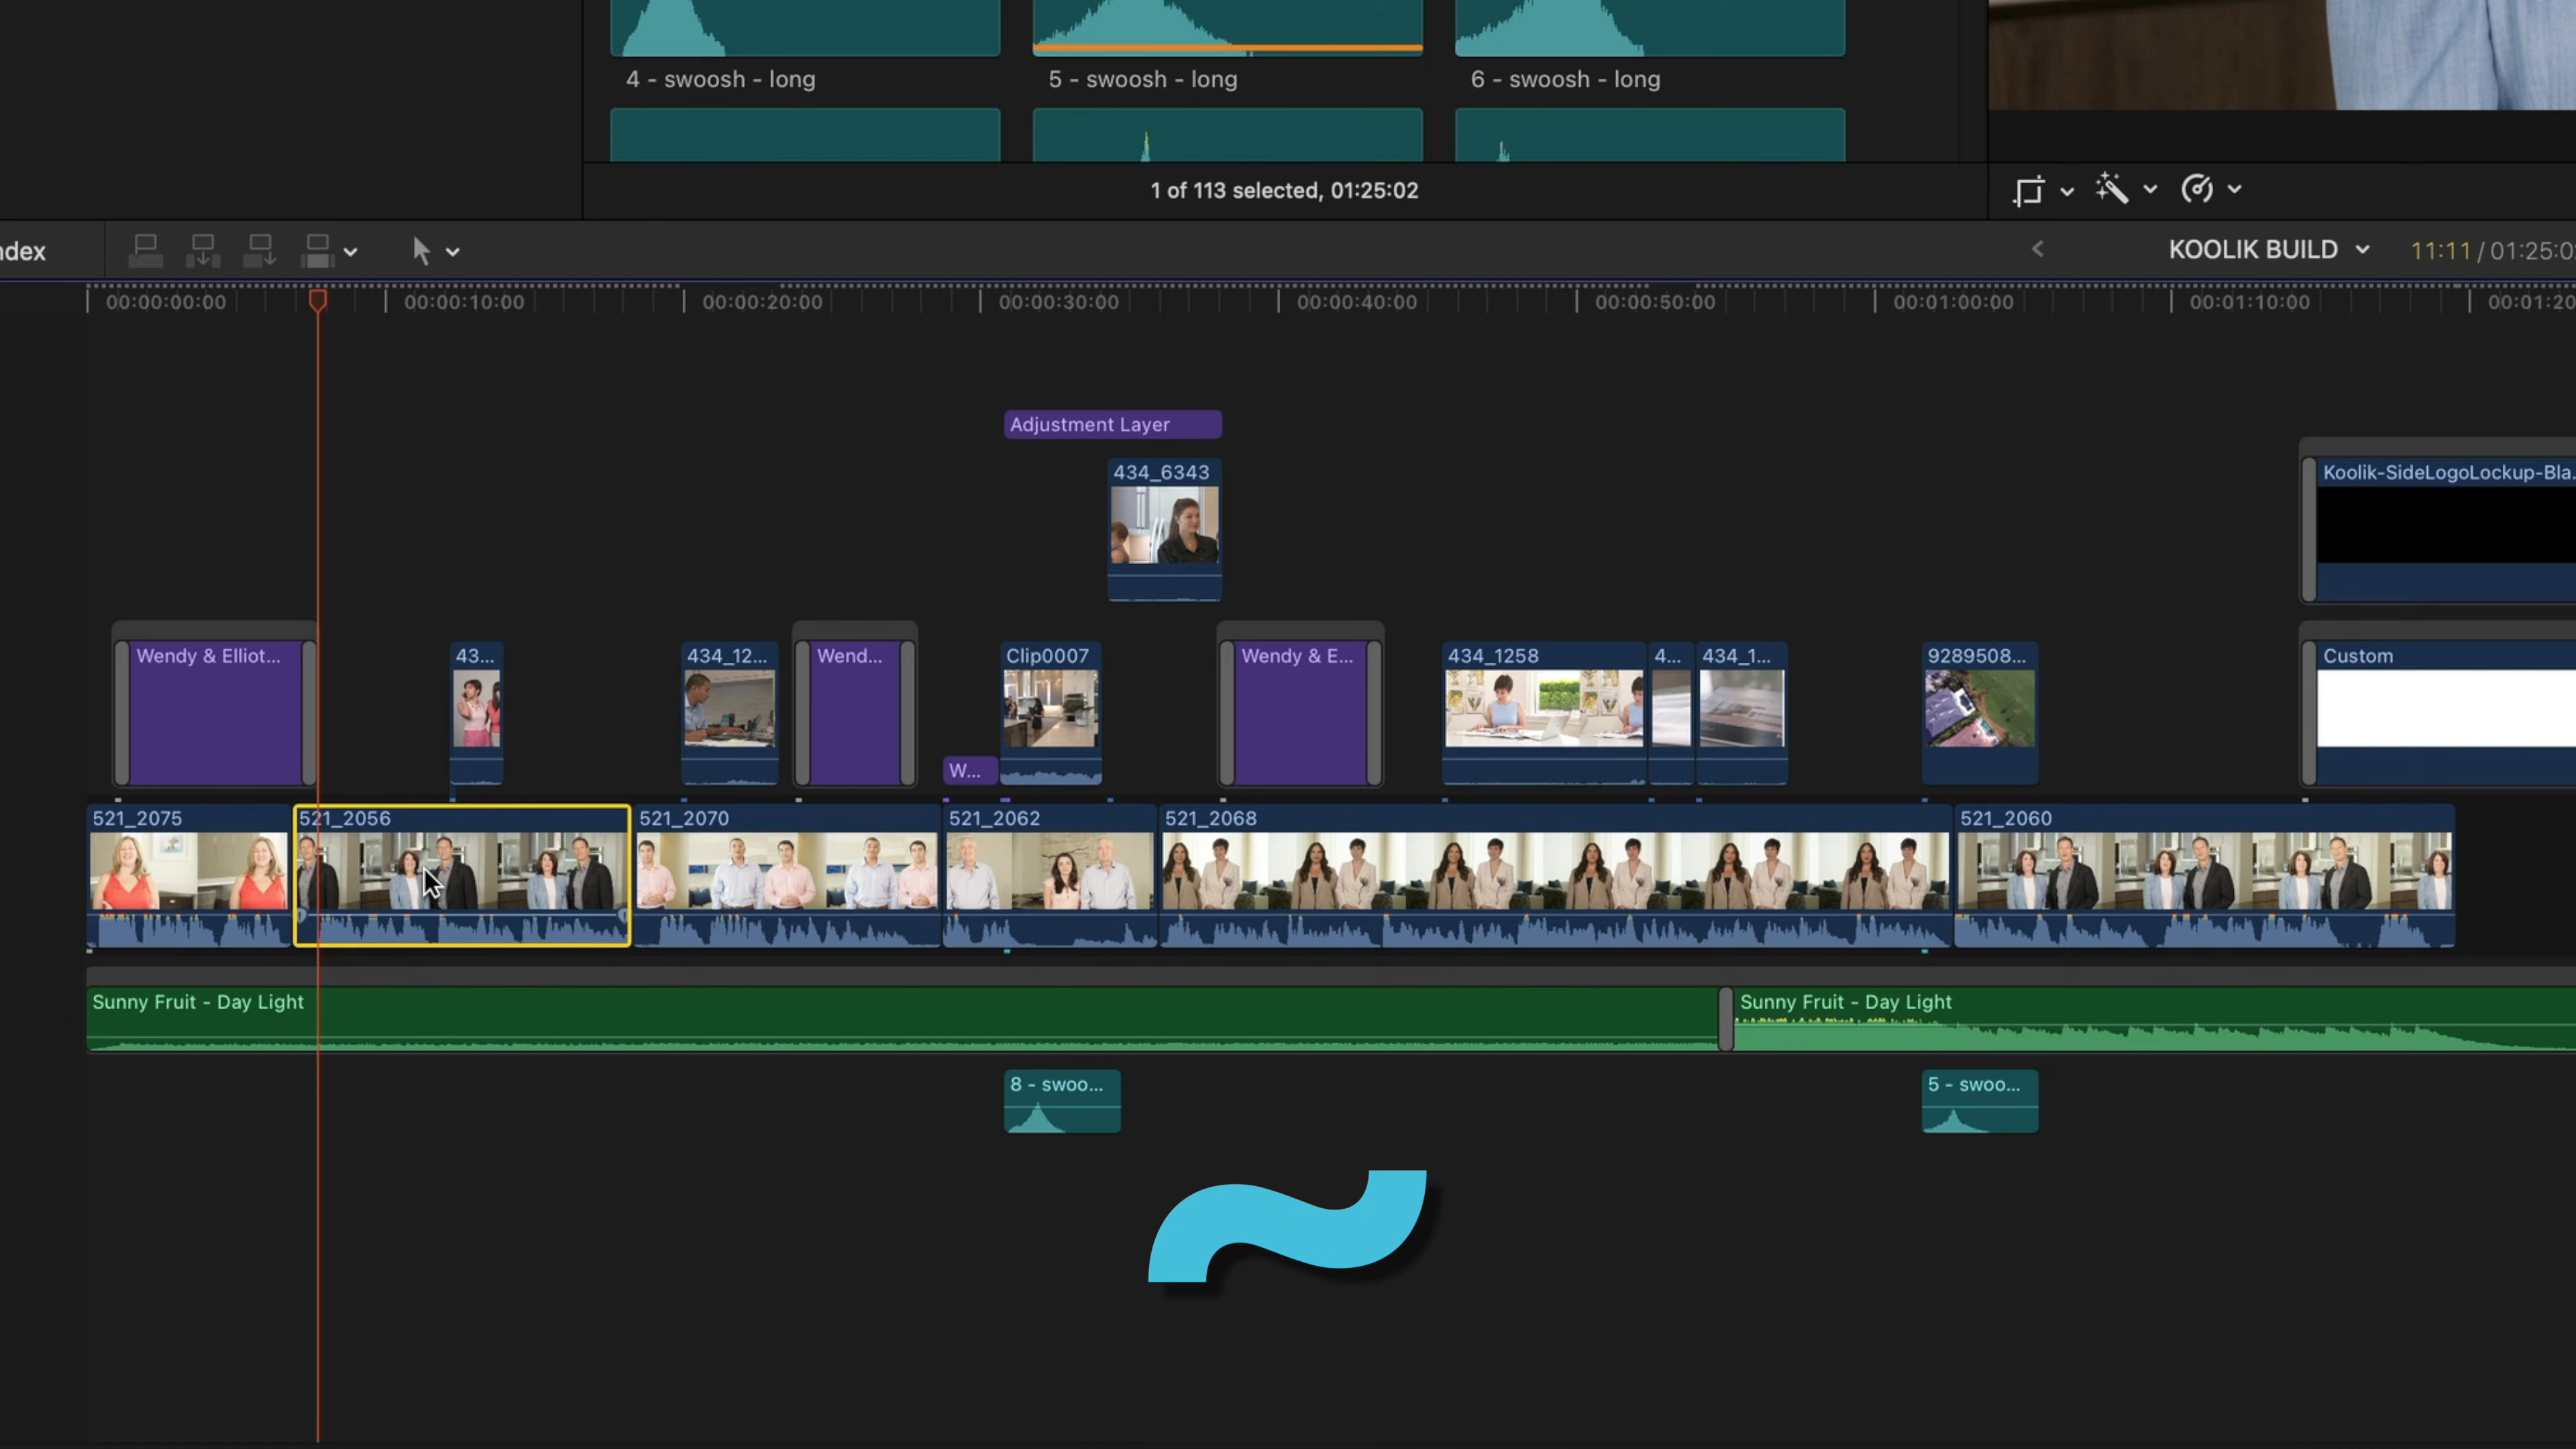 4 - swoosh - long
5 - swoosh - long
6 - swoosh - long
1 of 113 selected, 01:25:02
ndex
KOOLIK BUILD
11:11 / 01:25:0
00:00:00:00
00:00:10:00
00:00:20:00
00:00:30:00
00:00:40:00
00:00:50:00
00:01:00:00
00:01:10:00
00:01:20
Adjustment Layer
434_6343
Koolik-SideLogoLockup-Bla...
Wendy & Elliot...
43...
434_12...
Wend...
Clip0007
Wendy & E...
434_1258
4...
434_1...
9289508...
Custom
W...
521_2075
521_2056
521_2070
521_2062
521_2068
521_2060
Sunny Fruit - Day Light
Sunny Fruit - Day Light
8 - swoo...
5 - swoo...
~